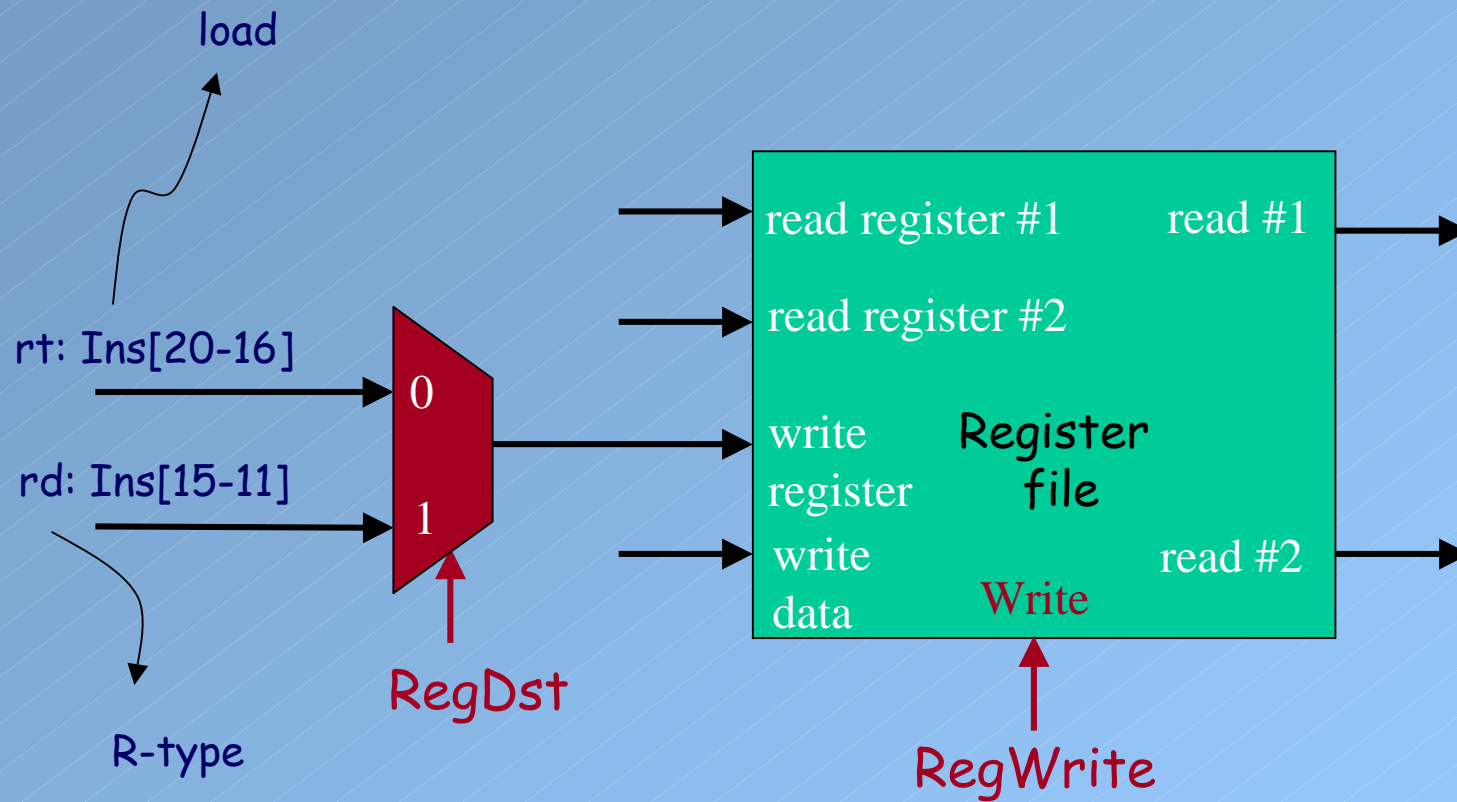 load
read register #1
read #1
read register #2
rt: Ins[20-16]
0
write
register
Register
file
rd: Ins[15-11]
1
write
data
read #2
Write
RegDst
R-type
RegWrite